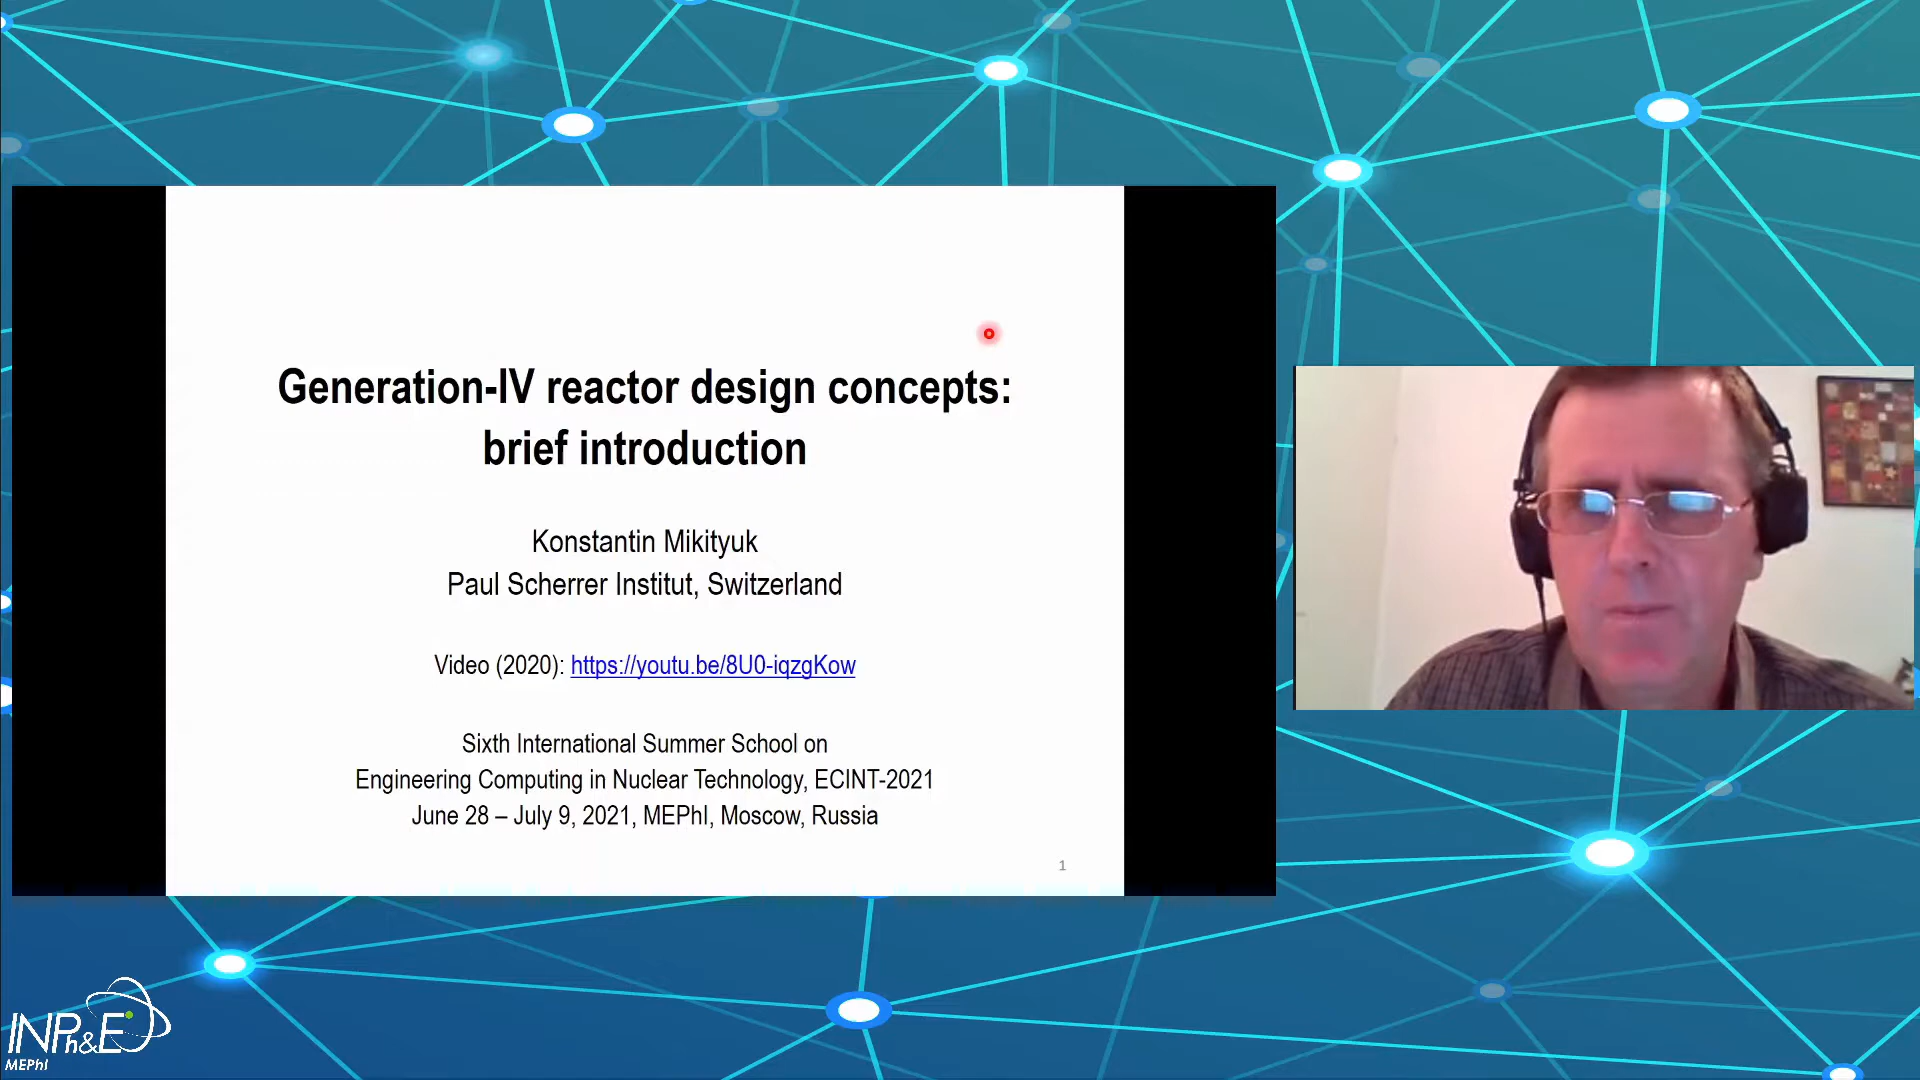 Generation-IV reactor design concepts:
brief introduction
Konstantin Mikityuk
Paul Scherrer Institut, Switzerland
Video (2020): https://youtu.be/8U0-iqzgKow
Sixth International Summer School on
Engineering Computing in Nuclear Technology, ECINT-2021
June 28 – July 9, 2021, MEPhI, Moscow, Russia
1
INPh&E
MEPhI